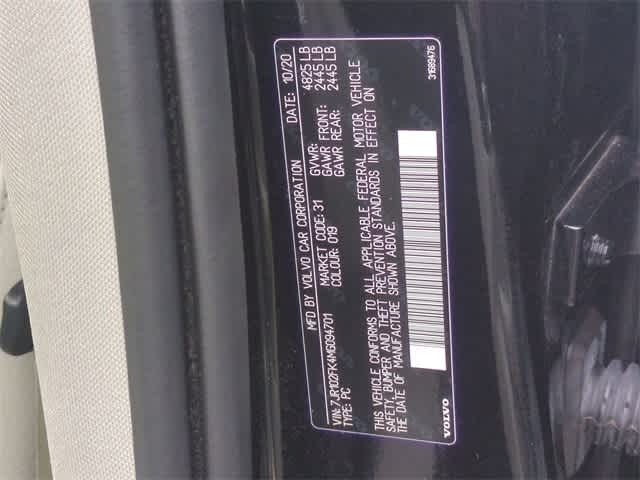 MFD BY VOLVO CAR CORPORATION DATE: 10/20
GVWR: 4825 LB
MARKET CODE: 31 GAWR FRONT: 2445 LB
COLOUR: 019 GAWR REAR: 2445 LB
VIN: 7JR102FK4MG094701
TYPE: PC
THIS VEHICLE CONFORMS TO ALL APPLICABLE FEDERAL MOTOR VEHICLE
SAFETY, BUMPER AND THEFT PREVENTION STANDARDS IN EFFECT ON
THE DATE OF MANUFACTURE SHOWN ABOVE.
VOLVO 31689476